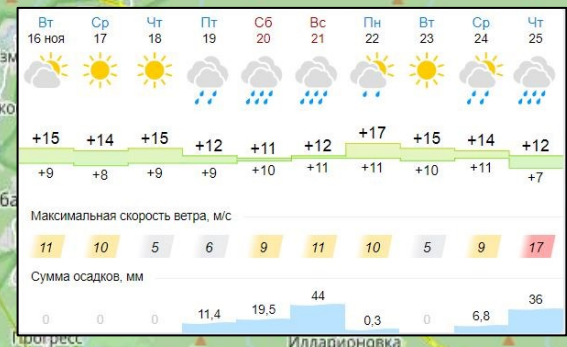 Вт Ср Чт Пт Сб Вс Пн Вт Ср Чт
16 ноя 17 18 19 20 21 22 23 24 25
+15 +14 +15 +12 +11 +12 +17 +15 +14 +12
+9 +8 +9 +9 +10 +11 +11 +10 +11 +7
Максимальная скорость ветра, м/с
11 10 5 6 9 11 10 5 9 17
Сумма осадков, мм
0 0 0 11,4 19,5 44 0,3 0 6,8 36
Прогресс Илларионовка